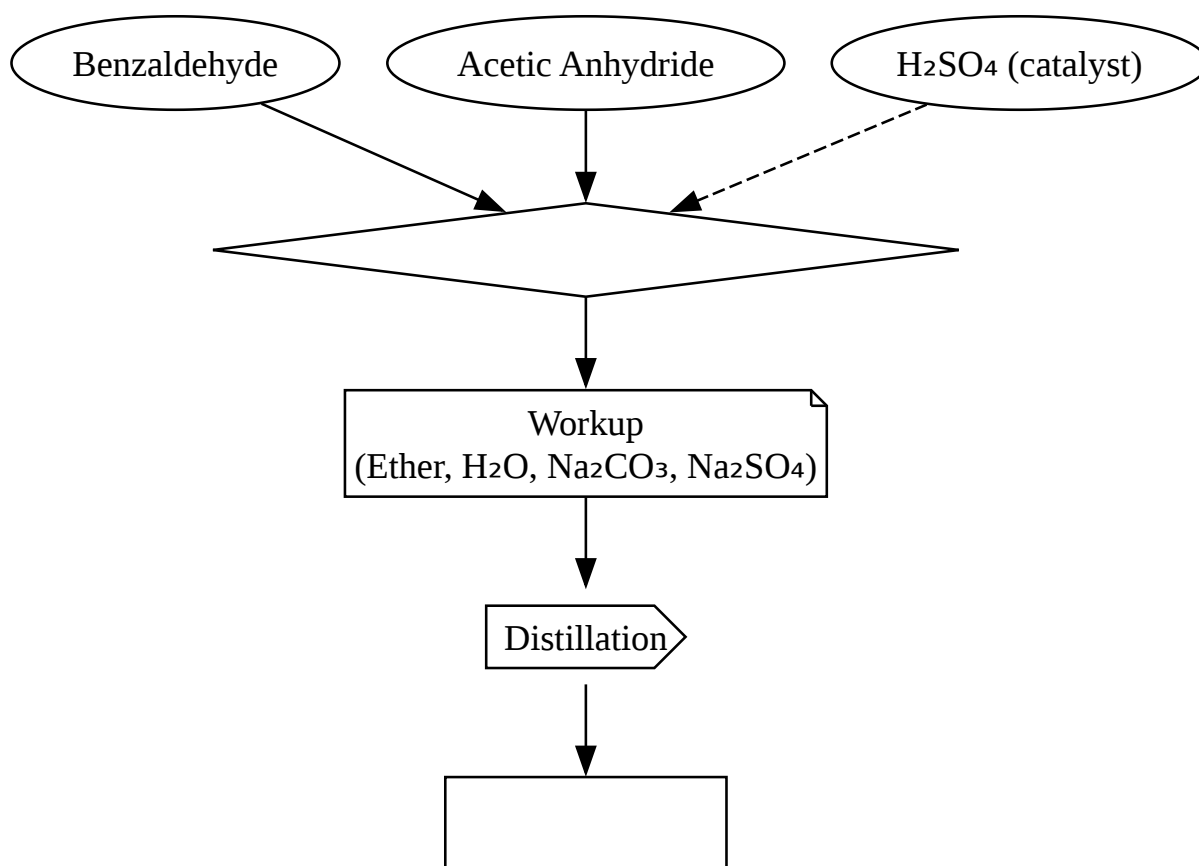 Benzaldehyde
Acetic Anhydride
H₂SO₄ (catalyst)
Workup
(Ether, H₂O, Na₂CO₃, Na₂SO₄)
Distillation